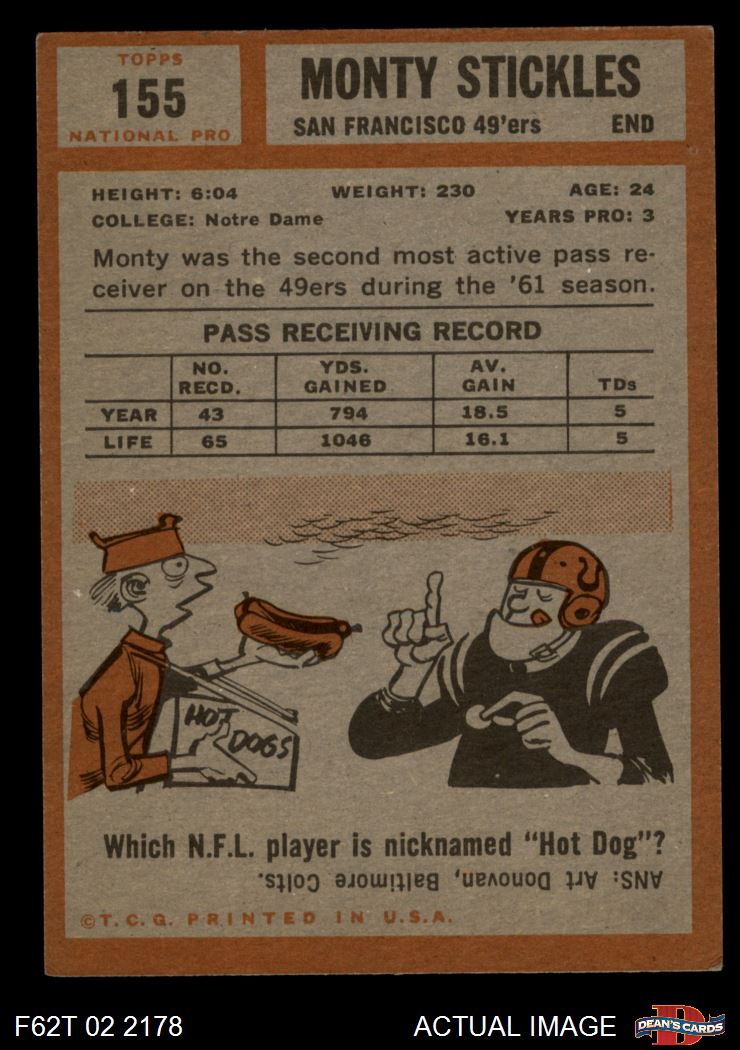 TOPPS
155
NATIONAL PRO
MONTY STICKLES
SAN FRANCISCO 49'ers END
HEIGHT: 6:04 WEIGHT: 230 AGE: 24
COLLEGE: Notre Dame YEARS PRO: 3
Monty was the second most active pass re-
ceiver on the 49ers during the '61 season.
PASS RECEIVING RECORD
NO. RECD. YDS. GAINED AV. GAIN TDs
YEAR 43 794 18.5 5
LIFE 65 1046 16.1 5
HOT
DOGS
Which N.F.L. player is nicknamed "Hot Dog"?
ANS: Art Donovan, Baltimore Colts.
©T.C.G. PRINTED IN U.S.A.
F62T 02 2178 ACTUAL IMAGE
D
DEAN'S CARDS